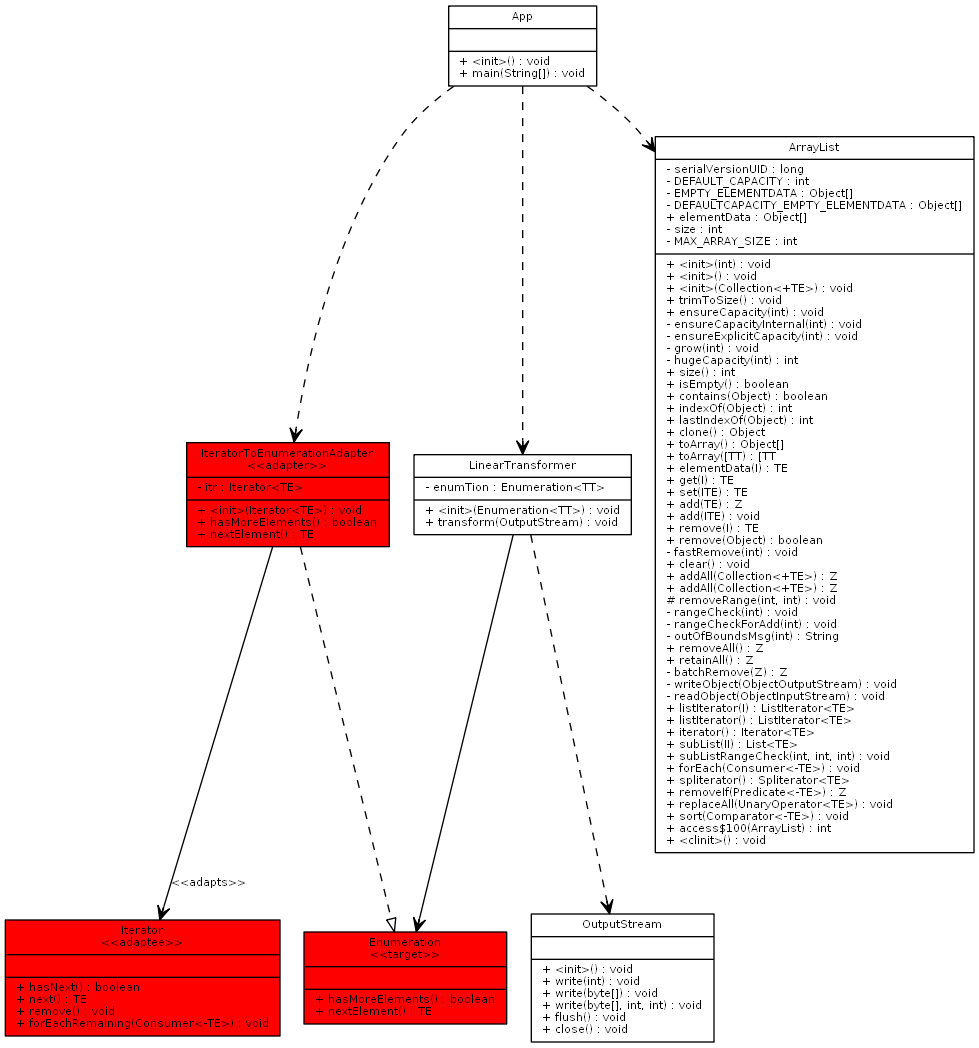 App
+ <init>() : void
+ main(String[]) : void
ArrayList
- serialVersionUID : long
- DEFAULT_CAPACITY : int
- EMPTY_ELEMENTDATA : Object[]
- DEFAULTCAPACITY_EMPTY_ELEMENTDATA : Object[]
+ elementData : Object[]
- size : int
- MAX_ARRAY_SIZE : int
+ <init>(int) : void
+ <init>() : void
+ <init>(Collection<+TE>) : void
+ trimToSize() : void
+ ensureCapacity(int) : void
- ensureCapacityInternal(int) : void
- ensureExplicitCapacity(int) : void
- grow(int) : void
- hugeCapacity(int) : int
+ size() : int
+ isEmpty() : boolean
+ contains(Object) : boolean
+ indexOf(Object) : int
+ lastIndexOf(Object) : int
+ clone() : Object
+ toArray() : Object[]
+ toArray([TT) : [TT
+ elementData(I) : TE
+ get(I) : TE
+ set(ITE) : TE
+ add(TE) : Z
+ add(ITE) : void
+ remove(I) : TE
+ remove(Object) : boolean
- fastRemove(int) : void
+ clear() : void
+ addAll(Collection<+TE>) : Z
+ addAll(Collection<+TE>) : Z
# removeRange(int, int) : void
- rangeCheck(int) : void
- rangeCheckForAdd(int) : void
- outOfBoundsMsg(int) : String
+ removeAll() : Z
+ retainAll() : Z
- batchRemove(Z) : Z
- writeObject(ObjectOutputStream) : void
- readObject(ObjectInputStream) : void
+ listIterator(I) : ListIterator<TE>
+ listIterator() : ListIterator<TE>
+ iterator() : Iterator<TE>
+ subList(II) : List<TE>
+ subListRangeCheck(int, int, int) : void
+ forEach(Consumer<-TE>) : void
+ spliterator() : Spliterator<TE>
+ removeIf(Predicate<-TE>) : Z
+ replaceAll(UnaryOperator<TE>) : void
+ sort(Comparator<-TE>) : void
+ access$100(ArrayList) : int
+ <clinit>() : void
IteratorToEnumerationAdapter
<<adapter>>
- itr : Iterator<TE>
+ <init>(Iterator<TE>) : void
+ hasMoreElements() : boolean
+ nextElement() : TE
LinearTransformer
- enumTion : Enumeration<TT>
+ <init>(Enumeration<TT>) : void
+ transform(OutputStream) : void
<<adapts>>
Iterator
<<adaptee>>
+ hasNext() : boolean
+ next() : TE
+ remove() : void
+ forEachRemaining(Consumer<-TE>) : void
Enumeration
<<target>>
+ hasMoreElements() : boolean
+ nextElement() : TE
OutputStream
+ <init>() : void
+ write(int) : void
+ write(byte[]) : void
+ write(byte[], int, int) : void
+ flush() : void
+ close() : void